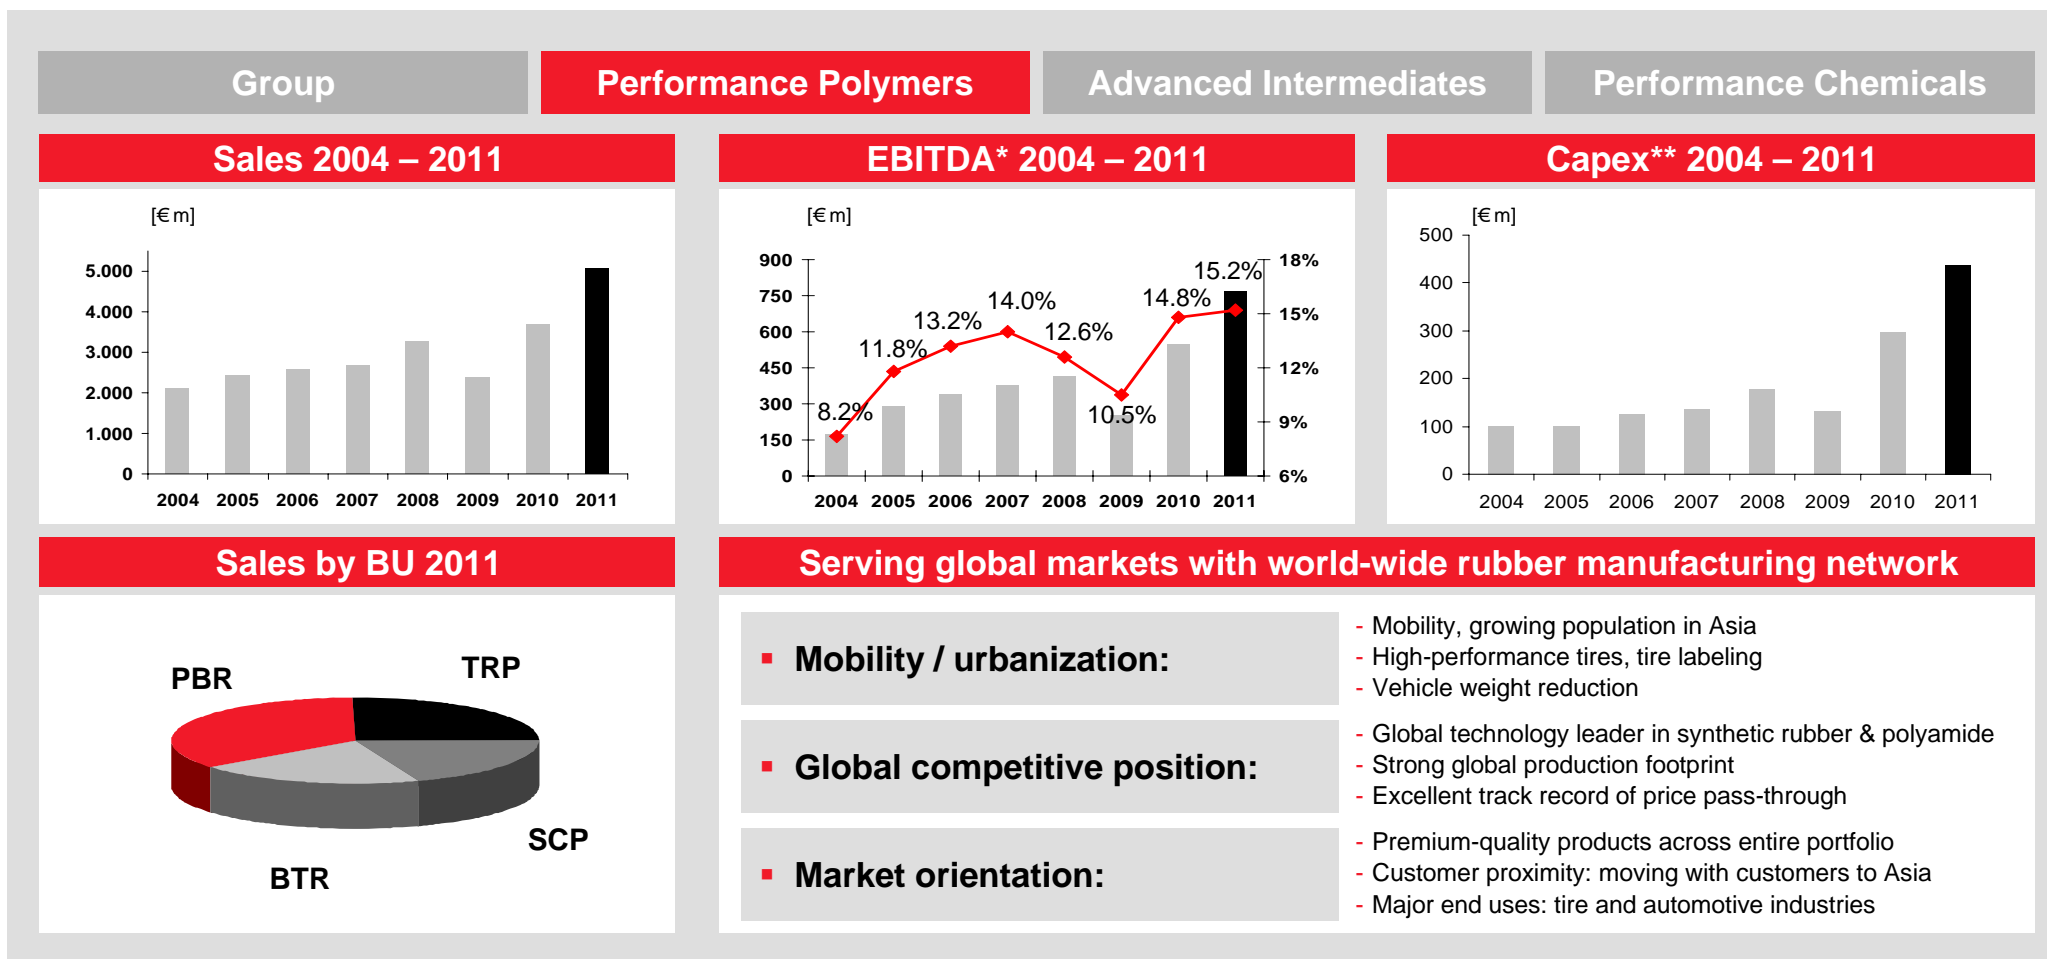 Group
Performance Polymers
Advanced Intermediates
Performance Chemicals
Sales 2004 – 2011
[€ m]
5.000
4.000
3.000
2.000
1.000
0
2004 2005 2006 2007 2008 2009 2010 2011
EBITDA* 2004 – 2011
[€ m]
900
750
600
450
300
150
0
8.2%
11.8%
13.2%
14.0%
12.6%
10.5%
14.8%
15.2%
18%
15%
12%
9%
6%
2004 2005 2006 2007 2008 2009 2010 2011
Capex** 2004 – 2011
[€ m]
500
400
300
200
100
0
2004 2005 2006 2007 2008 2009 2010 2011
Sales by BU 2011
PBR
TRP
SCP
BTR
Serving global markets with world-wide rubber manufacturing network
▪ Mobility / urbanization:
- Mobility, growing population in Asia
- High-performance tires, tire labeling
- Vehicle weight reduction
▪ Global competitive position:
- Global technology leader in synthetic rubber & polyamide
- Strong global production footprint
- Excellent track record of price pass-through
▪ Market orientation:
- Premium-quality products across entire portfolio
- Customer proximity: moving with customers to Asia
- Major end uses: tire and automotive industries